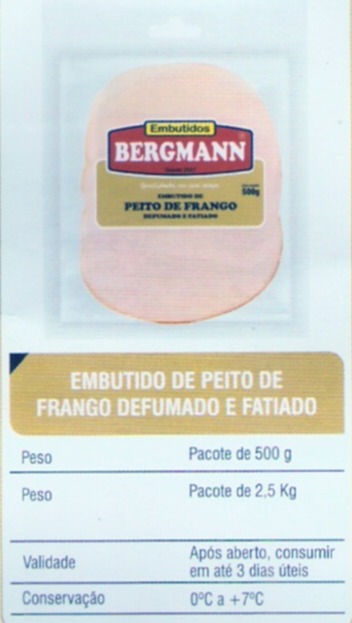 Embutidos
BERGMANN
EMBUTIDO DE
500g
PEITO DE FRANGO
DEFUMADO E FATIADO
EMBUTIDO DE PEITO DE
FRANGO DEFUMADO E FATIADO
Peso Pacote de 500 g
Peso Pacote de 2,5 Kg
Validade Após aberto, consumir
em até 3 dias úteis
Conservação 0ºC a +7ºC